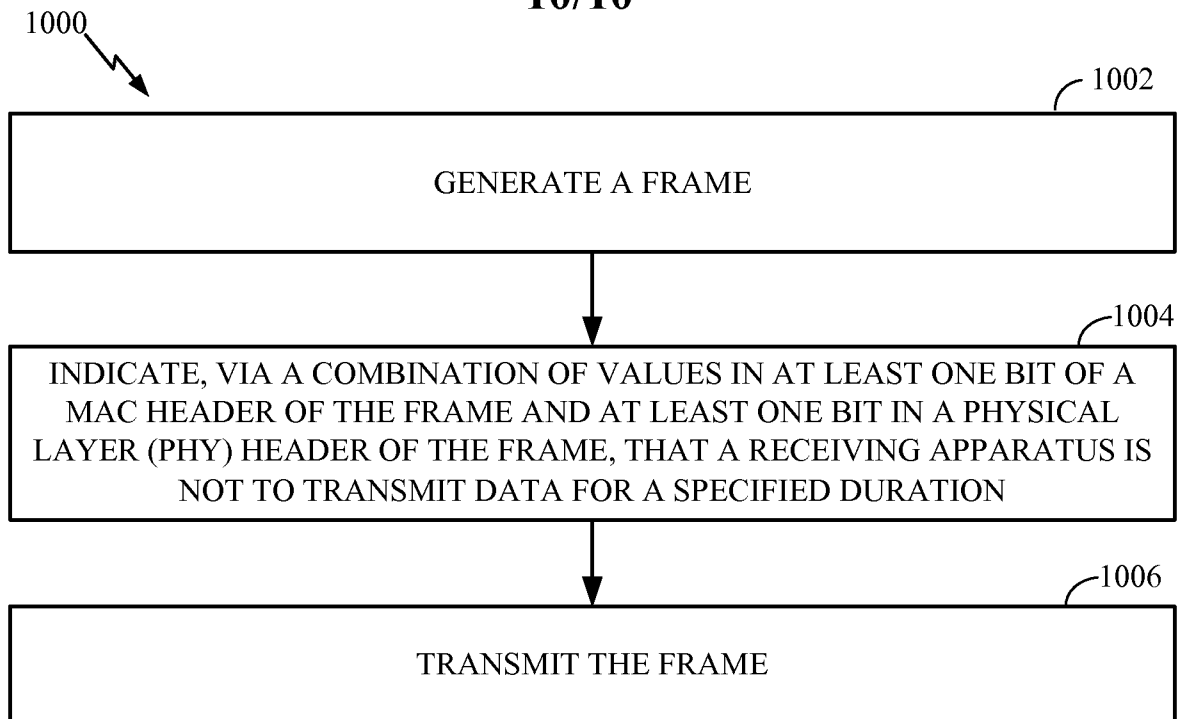 10/10
1000
1002
GENERATE A FRAME
1004
INDICATE, VIA A COMBINATION OF VALUES IN AT LEAST ONE BIT OF A
MAC HEADER OF THE FRAME AND AT LEAST ONE BIT IN A PHYSICAL
LAYER (PHY) HEADER OF THE FRAME, THAT A RECEIVING APPARATUS IS
NOT TO TRANSMIT DATA FOR A SPECIFIED DURATION
1006
TRANSMIT THE FRAME